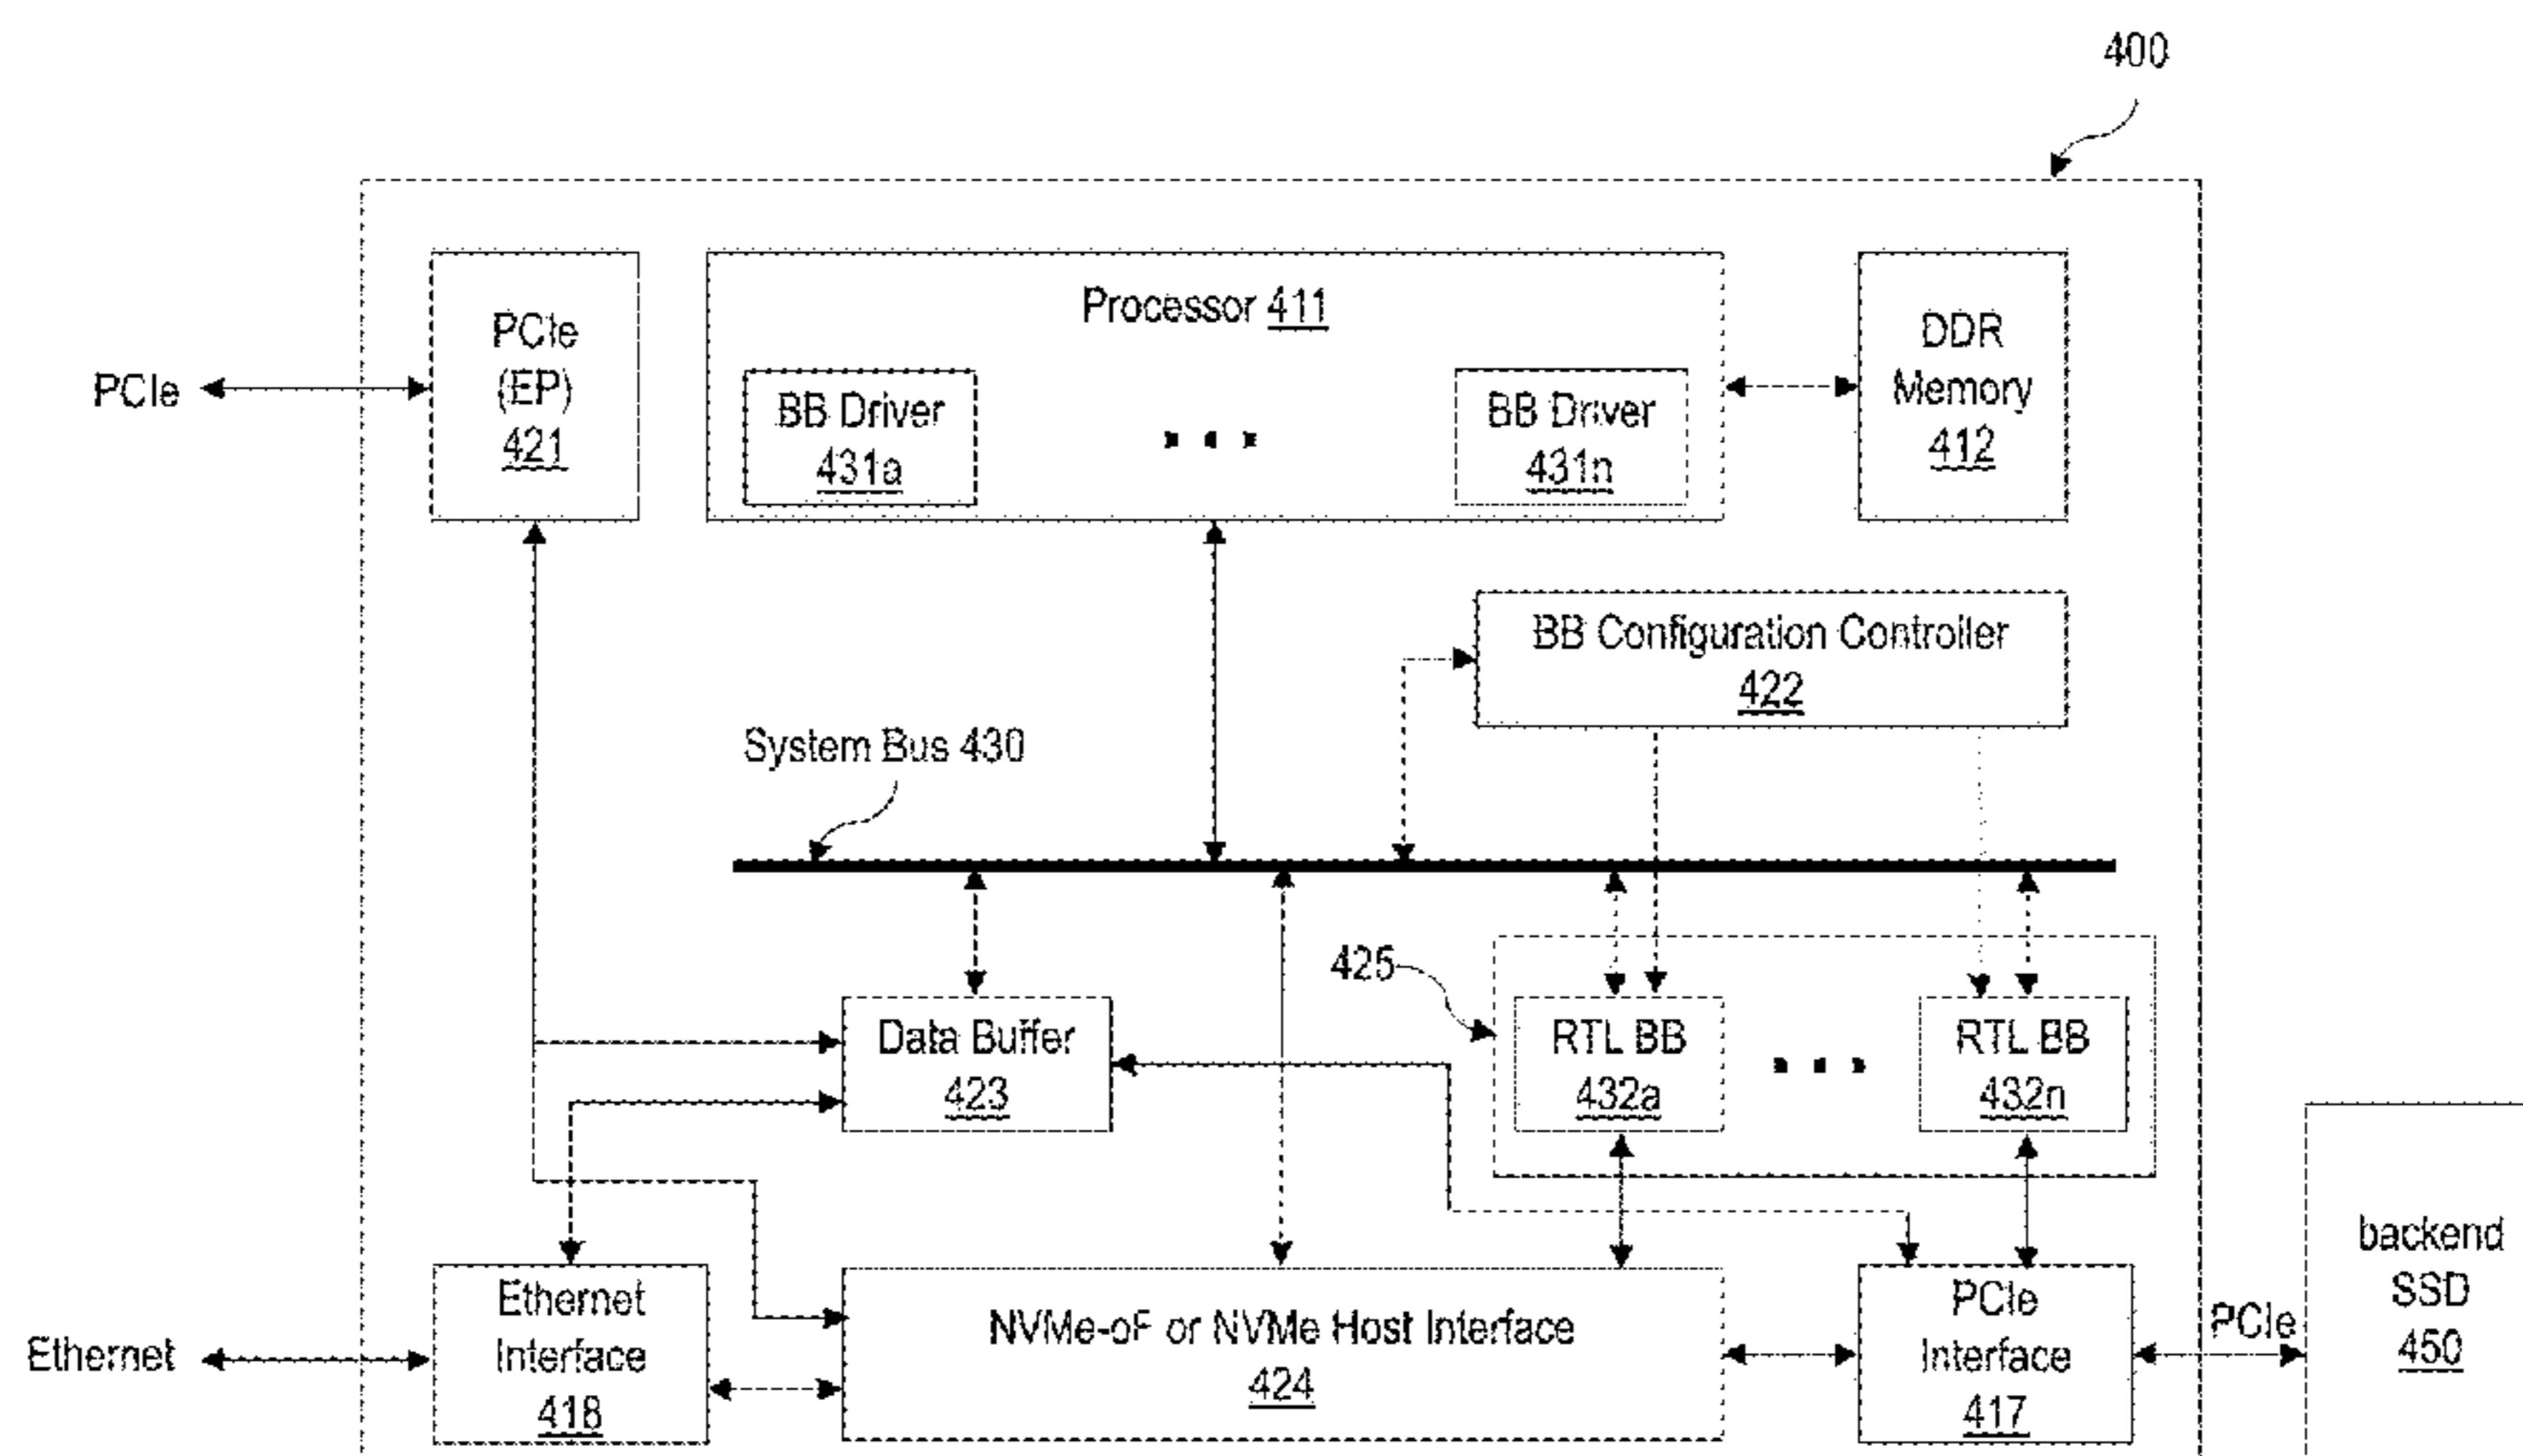 400
PCIe
PCIe
(EP)
421
Processor 411
BB Driver
431a
BB Driver
431n
DDR
Memory
412
BB Configuration Controller
422
System Bus 430
425
Data Buffer
423
RTL BB
432a
RTL BB
432n
Ethernet
Ethernet
Interface
418
NVMe-oF or NVMe Host Interface
424
PCIe
Interface
417
PCIe
backend
SSD
450